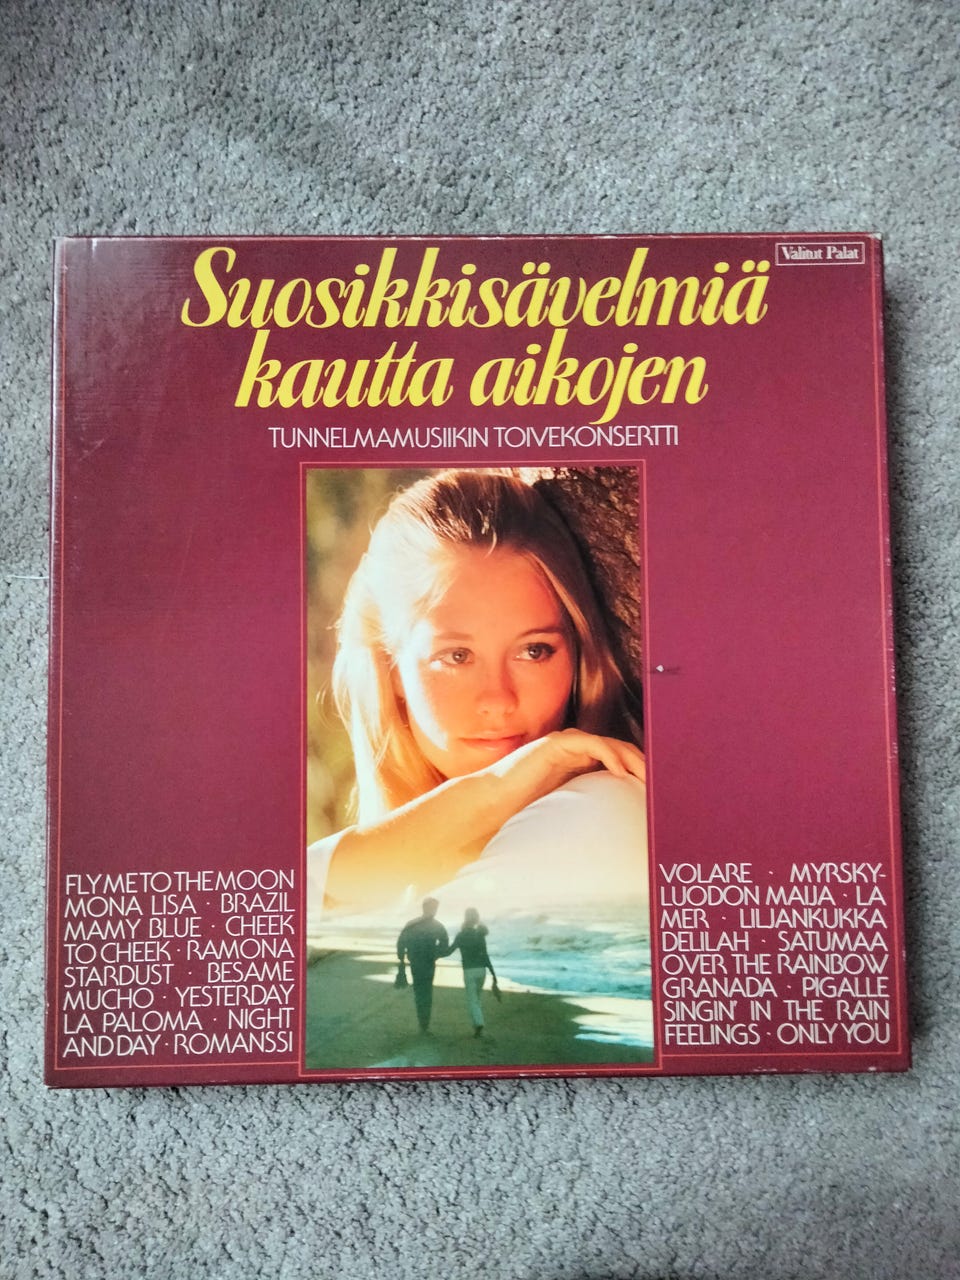 Valitut Palat
Suosikkisävelmiä
kautta aikojen
TUNNELMAMUSIIKIN TOIVEKONSERTTI
FLY ME TO THE MOON
MONA LISA · BRAZIL
MAMY BLUE · CHEEK
TO CHEEK · RAMONA
STARDUST · BESAME
MUCHO · YESTERDAY
LA PALOMA · NIGHT
AND DAY · ROMANSSI
VOLARE · MYRSKY-
LUODON MAIJA · LA
MER · LILJANKUKKA
DELILAH · SATUMAA
OVER THE RAINBOW
GRANADA · PIGALLE
SINGIN' IN THE RAIN
FEELINGS · ONLY YOU